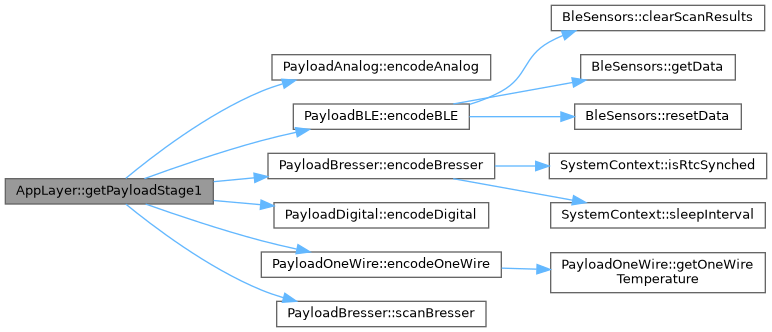 AppLayer::getPayloadStage1
PayloadAnalog::encodeAnalog
PayloadBLE::encodeBLE
BleSensors::clearScanResults
BleSensors::getData
BleSensors::resetData
PayloadBresser::encodeBresser
SystemContext::isRtcSynched
SystemContext::sleepInterval
PayloadDigital::encodeDigital
PayloadOneWire::encodeOneWire
PayloadOneWire::getOneWire
Temperature
PayloadBresser::scanBresser